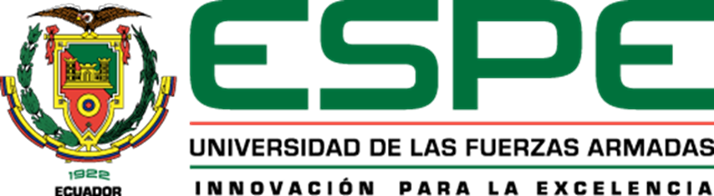 ESPE
UNIVERSIDAD DE LAS FUERZAS ARMADAS
INNOVACIÓN PARA LA EXCELENCIA
1922
ECUADOR